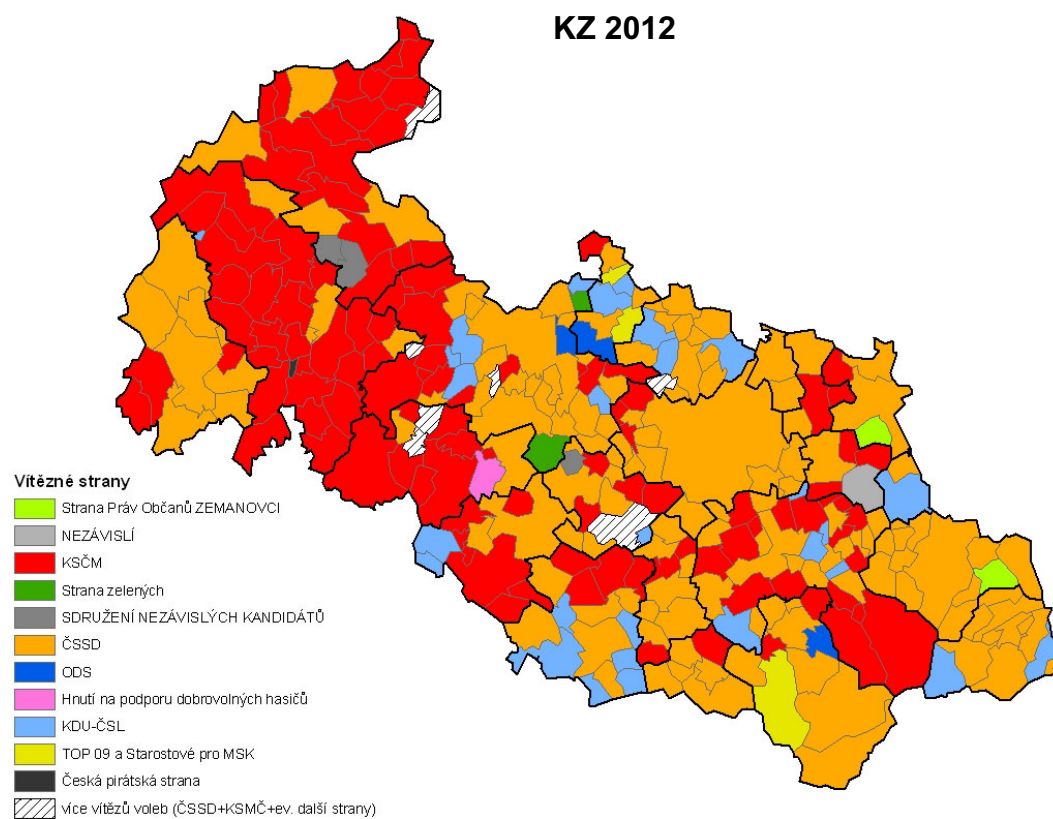 KZ 2012
Vítězné strany
Strana Práv Občanů ZEMANOVCI
NEZÁVISLÍ
KSČM
Strana zelených
SDRUŽENÍ NEZÁVISLÝCH KANDIDÁTŮ
ČSSD
ODS
Hnutí na podporu dobrovolných hasičů
KDU-ČSL
TOP 09 a Starostové pro MSK
Česká pirátská strana
více vítězů voleb (ČSSD+KSMČ+ev. další strany)